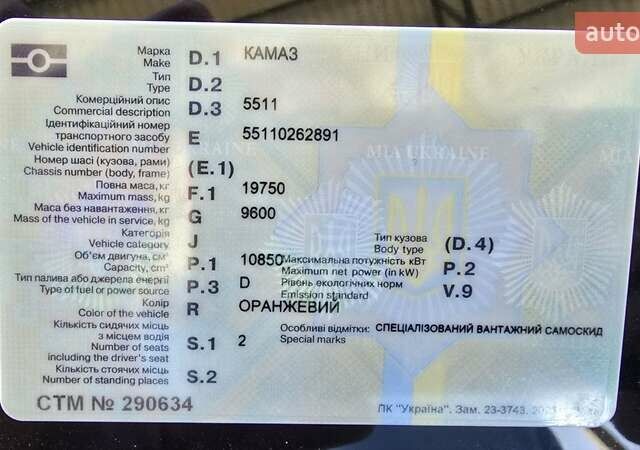 auto
Марка D.1 КАМАЗ
Make
Тип D.2
Type
Комерційний опис D.3 5511
Commercial description
Ідентифікаційний номер
транспортного засобу E 55110262891
Vehicle identification number
Номер шасі (кузова, рами) (E.1)
Chassis number (body, frame)
MIA UKRAINE
Повна маса, кг F.1 19750
Maximum mass, kg
Маса без навантаження, кг G 9600
Mass of the vehicle in service, kg
Категорія J
Vehicle category
Тип кузова (D.4)
Body type
Об'єм двигуна, см³ P.1 10850 Максимальна потужність кВт P.2
Capacity, cm³ Maximum net power (in kW)
Тип палива або джерела енергії P.3 D Рівень екологічних норм V.9
Type of fuel or power source Emission standard
Колір R ОРАНЖЕВИЙ
Color of the vehicle
Кількість сидячих місць Особливі відмітки: СПЕЦІАЛІЗОВАНИЙ ВАНТАЖНИЙ САМОСКИД
з місцем водія S.1 2 Special marks
Number of seats
including the driver's seat
Кількість стоячих місць S.2
Number of standing places
СТМ № 290634
ПК "Україна". Зам. 23-3743.